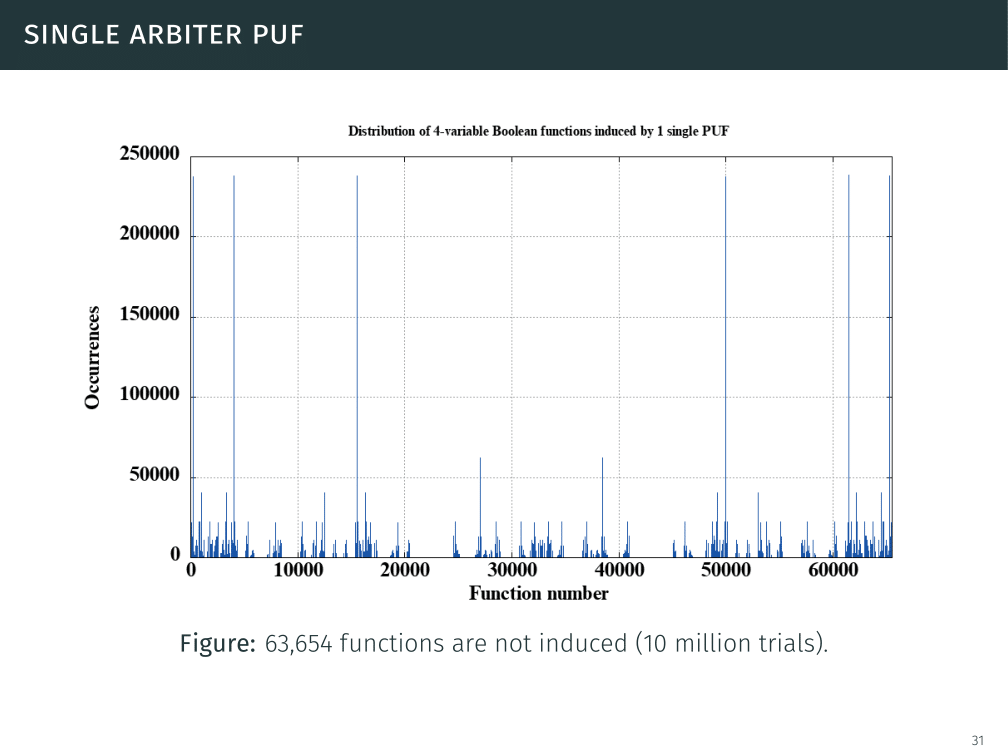 SINGLE ARBITER PUF
Distribution of 4-variable Boolean functions induced by 1 single PUF
250000
200000
150000
100000
50000
0
Occurrences
0 10000 20000 30000 40000 50000 60000
Function number
Figure: 63,654 functions are not induced (10 million trials).
31